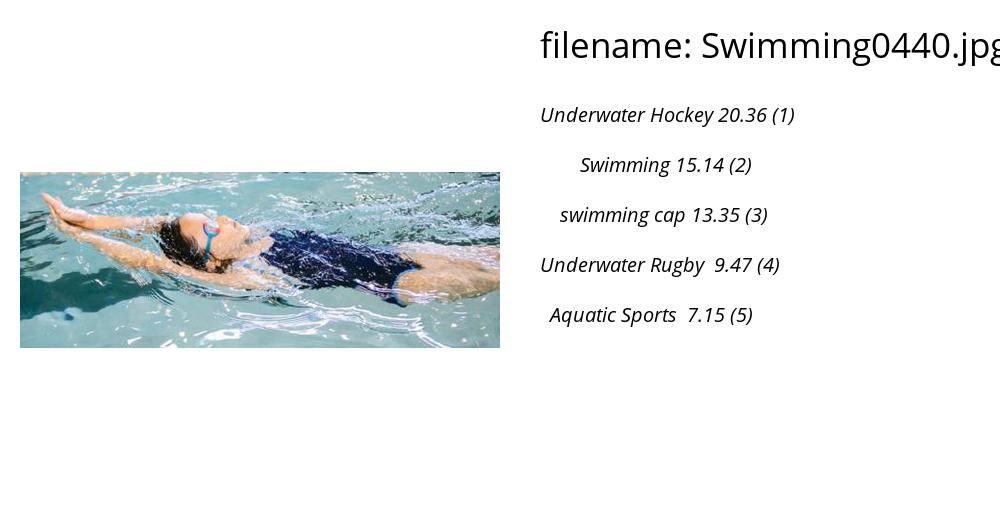 filename: Swimming0440.jpg
Underwater Hockey 20.36 (1)
Swimming 15.14 (2)
swimming cap 13.35 (3)
Underwater Rugby  9.47 (4)
Aquatic Sports  7.15 (5)